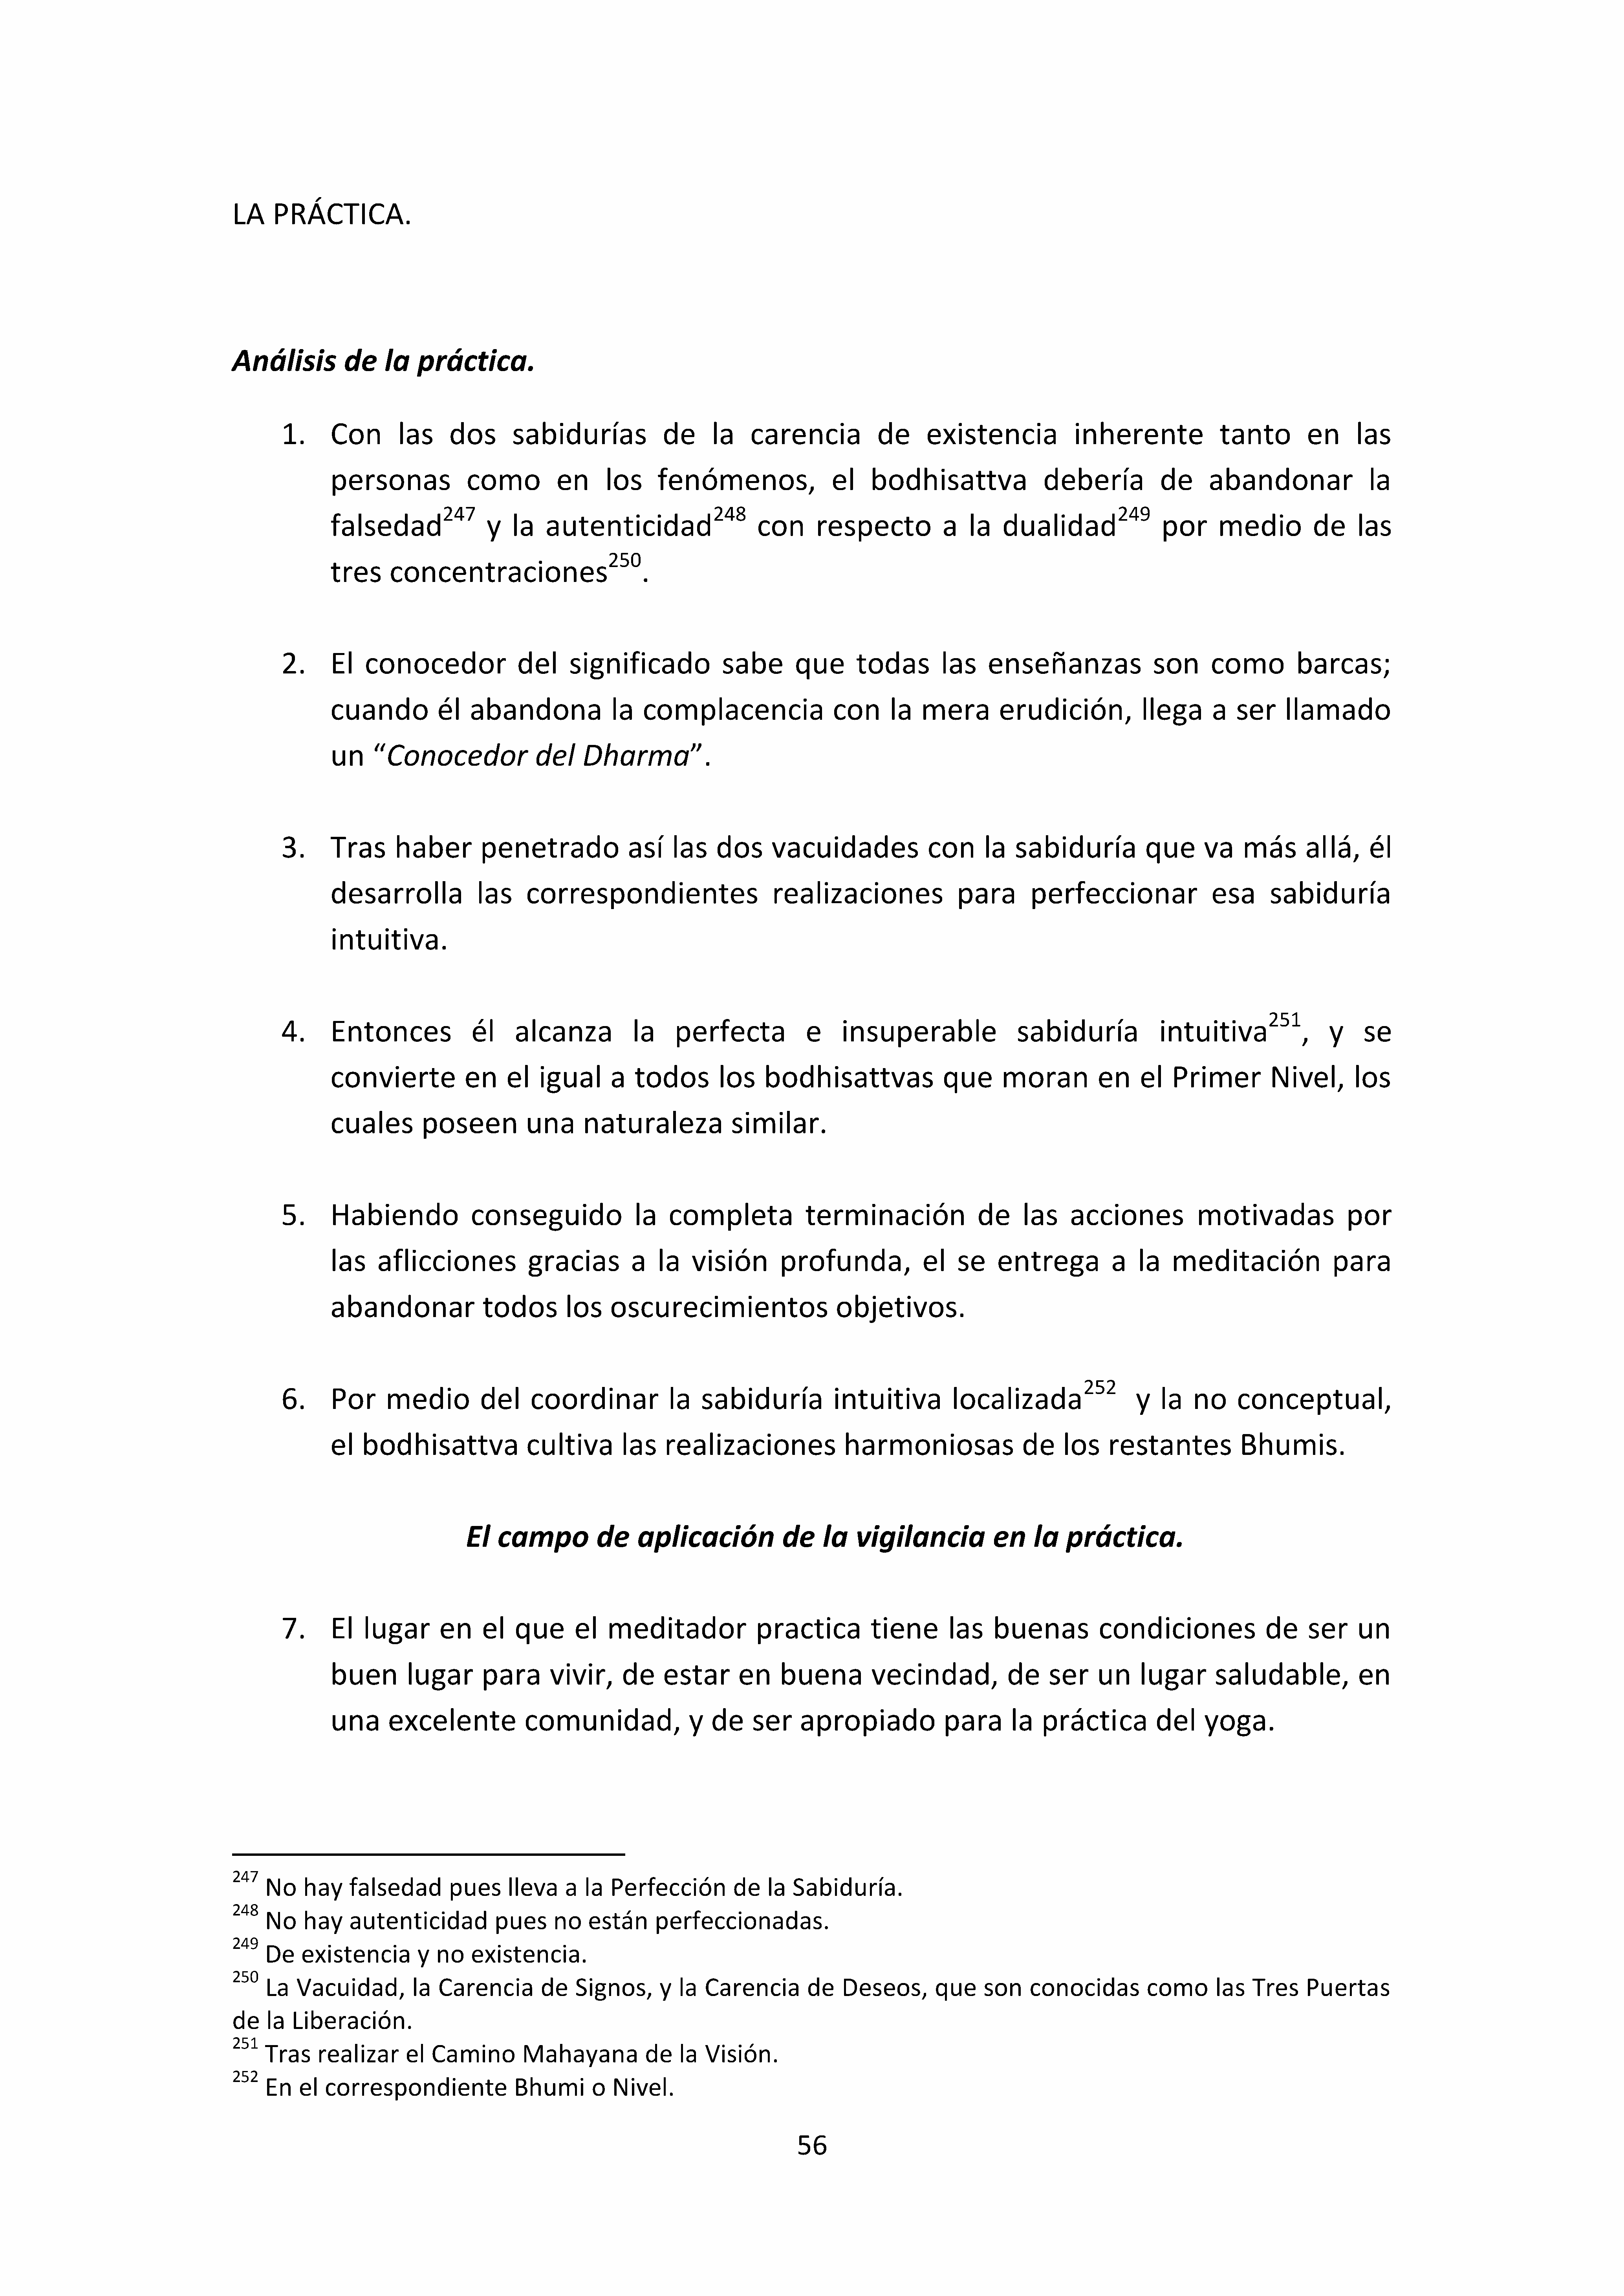 LA PRÁCTICA.
Análisis de la práctica.
1. Con las dos sabidurías de la carencia de existencia inherente tanto en las
personas como en los fenómenos, el bodhisattva debería de abandonar la
falsedad247 y la autenticidad248 con respecto a la dualidad249 por medio de las
tres concentraciones250.
2. El conocedor del significado sabe que todas las enseñanzas son como barcas;
cuando él abandona la complacencia con la mera erudición, llega a ser llamado
un “Conocedor del Dharma”.
3. Tras haber penetrado así las dos vacuidades con la sabiduría que va más allá, él
desarrolla las correspondientes realizaciones para perfeccionar esa sabiduría
intuitiva.
4. Entonces él alcanza la perfecta e insuperable sabiduría intuitiva251, y se
convierte en el igual a todos los bodhisattvas que moran en el Primer Nivel, los
cuales poseen una naturaleza similar.
5. Habiendo conseguido la completa terminación de las acciones motivadas por
las aflicciones gracias a la visión profunda, el se entrega a la meditación para
abandonar todos los oscurecimientos objetivos.
6. Por medio del coordinar la sabiduría intuitiva localizada252 y la no conceptual,
el bodhisattva cultiva las realizaciones harmoniosas de los restantes Bhumis.
El campo de aplicación de la vigilancia en la práctica.
7. El lugar en el que el meditador practica tiene las buenas condiciones de ser un
buen lugar para vivir, de estar en buena vecindad, de ser un lugar saludable, en
una excelente comunidad, y de ser apropiado para la práctica del yoga.
247 No hay falsedad pues lleva a la Perfección de la Sabiduría.
248 No hay autenticidad pues no están perfeccionadas.
249 De existencia y no existencia.
250 La Vacuidad, la Carencia de Signos, y la Carencia de Deseos, que son conocidas como las Tres Puertas
de la Liberación.
251 Tras realizar el Camino Mahayana de la Visión.
252 En el correspondiente Bhumi o Nivel.
56